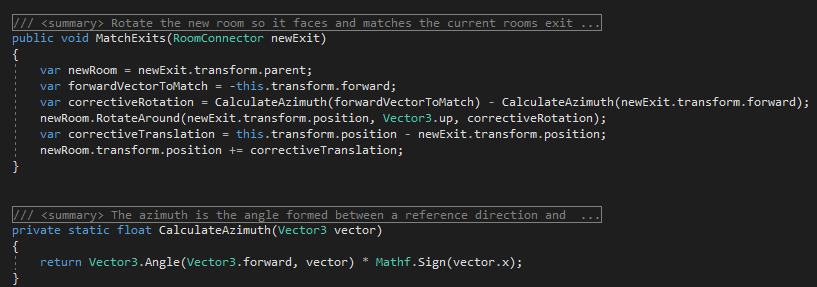 /// <summary> Rotate the new room so it faces and matches the current rooms exit ...
public void MatchExits(RoomConnector newExit)
{
    var newRoom = newExit.transform.parent;
    var forwardVectorToMatch = -this.transform.forward;
    var correctiveRotation = CalculateAzimuth(forwardVectorToMatch) - CalculateAzimuth(newExit.transform.forward);
    newRoom.RotateAround(newExit.transform.position, Vector3.up, correctiveRotation);
    var correctiveTranslation = this.transform.position - newExit.transform.position;
    newRoom.transform.position += correctiveTranslation;
}
/// <summary> The azimuth is the angle formed between a reference direction and  ...
private static float CalculateAzimuth(Vector3 vector)
{
    return Vector3.Angle(Vector3.forward, vector) * Mathf.Sign(vector.x);
}